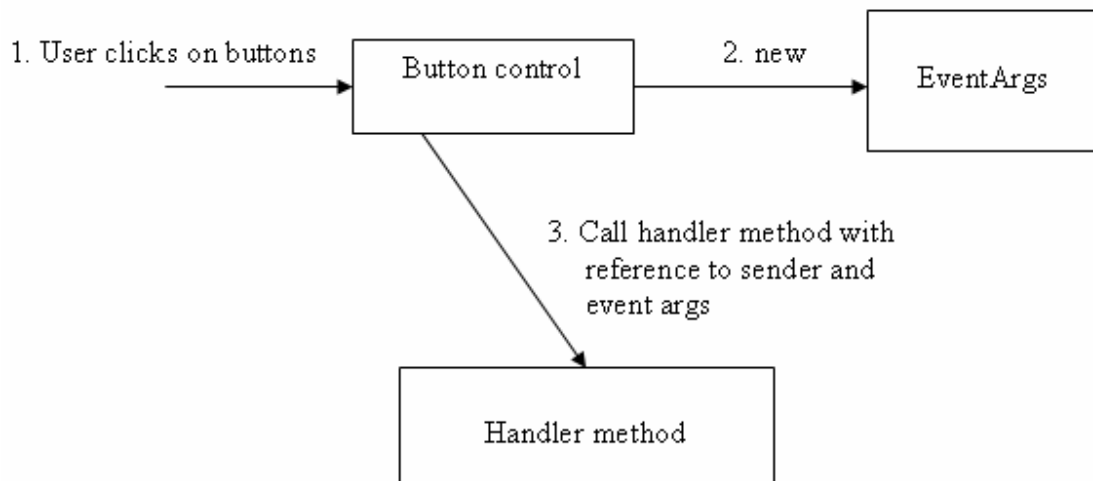 1. User clicks on buttons
Button control
2. new
EventArgs
3. Call handler method with
reference to sender and
event args
Handler method